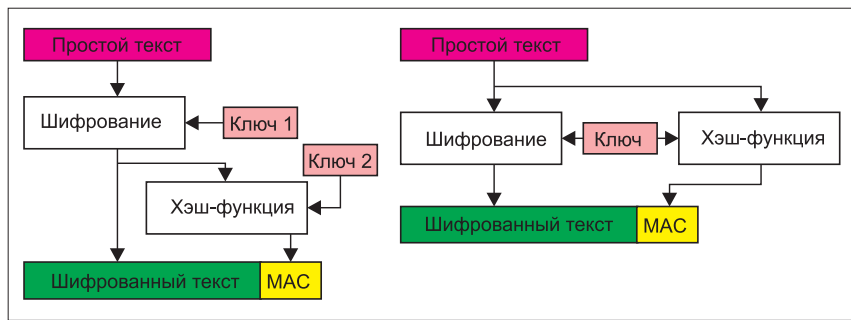 Простой текст
Шифрование
Ключ 1
Ключ 2
Хэш-функция
Шифрованный текст
MAC
Простой текст
Шифрование
Ключ
Хэш-функция
Шифрованный текст
MAC